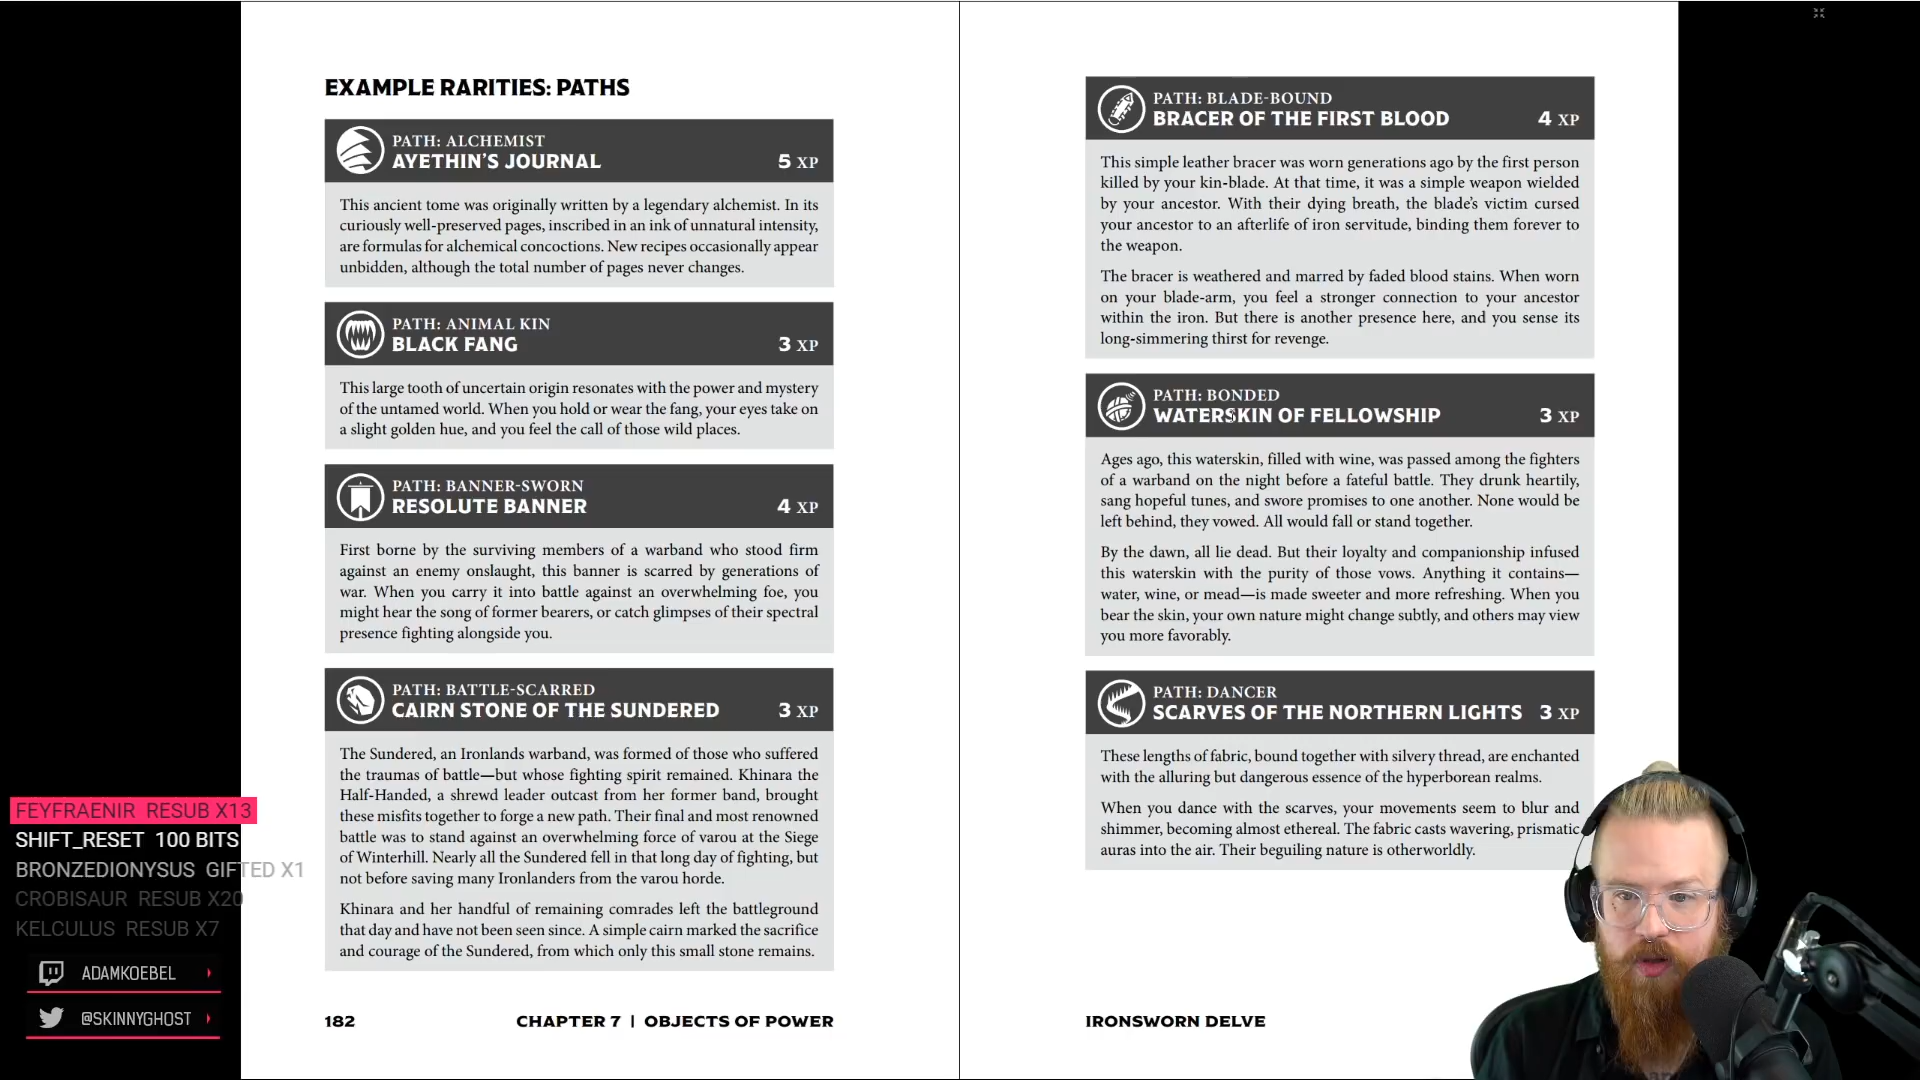 EXAMPLE RARITIES: PATHS
PATH: ALCHEMIST
AYETHIN'S JOURNAL 5 XP
This ancient tome was originally written by a legendary alchemist. In its
curiously well-preserved pages, inscribed in an ink of unnatural intensity,
are formulas for alchemical concoctions. New recipes occasionally appear
unbidden, although the total number of pages never changes.
PATH: ANIMAL KIN
BLACK FANG 3 XP
This large tooth of uncertain origin resonates with the power and mystery
of the untamed world. When you hold or wear the fang, your eyes take on
a slight golden hue, and you feel the call of those wild places.
PATH: BANNER-SWORN
RESOLUTE BANNER 4 XP
First borne by the surviving members of a warband who stood firm
against an enemy onslaught, this banner is scarred by generations of
war. When you carry it into battle against an overwhelming foe, you
might hear the song of former bearers, or catch glimpses of their spectral
presence fighting alongside you.
PATH: BATTLE-SCARRED
CAIRN STONE OF THE SUNDERED 3 XP
The Sundered, an Ironlands warband, was formed of those who suffered
the traumas of battle—but whose fighting spirit remained. Khinara the
Half-Handed, a shrewd leader outcast from her former band, brought
these misfits together to forge a new path. Their final and most renowned
battle was to stand against an overwhelming force of varou at the Siege
of Winterhill. Nearly all the Sundered fell in that long day of fighting, but
not before saving many Ironlanders from the varou horde.
Khinara and her handful of remaining comrades left the battleground
that day and have not been seen since. A simple cairn marked the sacrifice
and courage of the Sundered, from which only this small stone remains.
182 CHAPTER 7 | OBJECTS OF POWER
PATH: BLADE-BOUND
BRACER OF THE FIRST BLOOD 4 XP
This simple leather bracer was worn generations ago by the first person
killed by your kin-blade. At that time, it was a simple weapon wielded
by your ancestor. With their dying breath, the blade's victim cursed
your ancestor to an afterlife of iron servitude, binding them forever to
the weapon.
The bracer is weathered and marred by faded blood stains. When worn
on your blade-arm, you feel a stronger connection to your ancestor
within the iron. But there is another presence here, and you sense its
long-simmering thirst for revenge.
PATH: BONDED
WATERSKIN OF FELLOWSHIP 3 XP
Ages ago, this waterskin, filled with wine, was passed among the fighters
of a warband on the night before a fateful battle. They drunk heartily,
sang hopeful tunes, and swore promises to one another. None would be
left behind, they vowed. All would fall or stand together.
By the dawn, all lie dead. But their loyalty and companionship infused
this waterskin with the purity of those vows. Anything it contains—
water, wine, or mead—is made sweeter and more refreshing. When you
bear the skin, your own nature might change subtly, and others may view
you more favorably.
PATH: DANCER
SCARVES OF THE NORTHERN LIGHTS 3 XP
These lengths of fabric, bound together with silvery thread, are enchanted
with the alluring but dangerous essence of the hyperborean realms.
When you dance with the scarves, your movements seem to blur and
shimmer, becoming almost ethereal. The fabric casts wavering, prismatic
auras into the air. Their beguiling nature is otherworldly.
IRONSWORN DELVE
FEYFRAENIR RESUB X13
SHIFT_RESET 100 BITS
BRONZEDIONYSUS GIFTED X1
CROBISAUR RESUB X20
KELCULUS RESUB X7
ADAMKOEBEL
@SKINNYGHOST